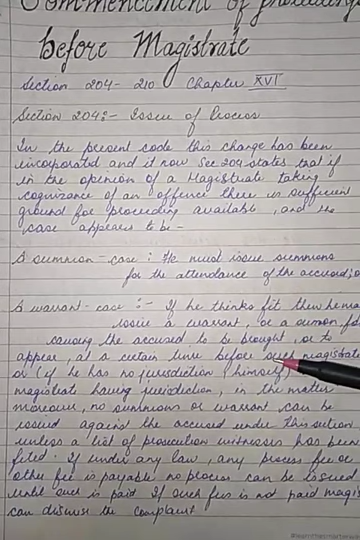 Commencement of proceedings
before Magistrate
Section 204 - 210 Chapter XVI
Section 204:- Issue of Process
In the present code this change has been
incorporated and it now Sec 204 states that if
in the opinion of a Magistrate taking
cognizance of an offence there is sufficient
ground for proceeding available, and the
case appears to be -
A summon-case : He must issue summons
for the attendance of the accused; or
A warrant-case :- If he thinks fit then he may
issue a warrant, or a summon, for
causing the accused to be brought, or to
appear, at a certain time before such magistrate
or (if he has no jurisdiction himself)
magistrate having jurisdiction, in the matter
moreover, no summons or warrant can be
issued against the accused under this section
unless a list of prosecution witnesses has been
filed. If under any law, any process fee or
other fee is payable no process can be issued
until such is paid If such fees is not paid magis
can dismiss the complaint